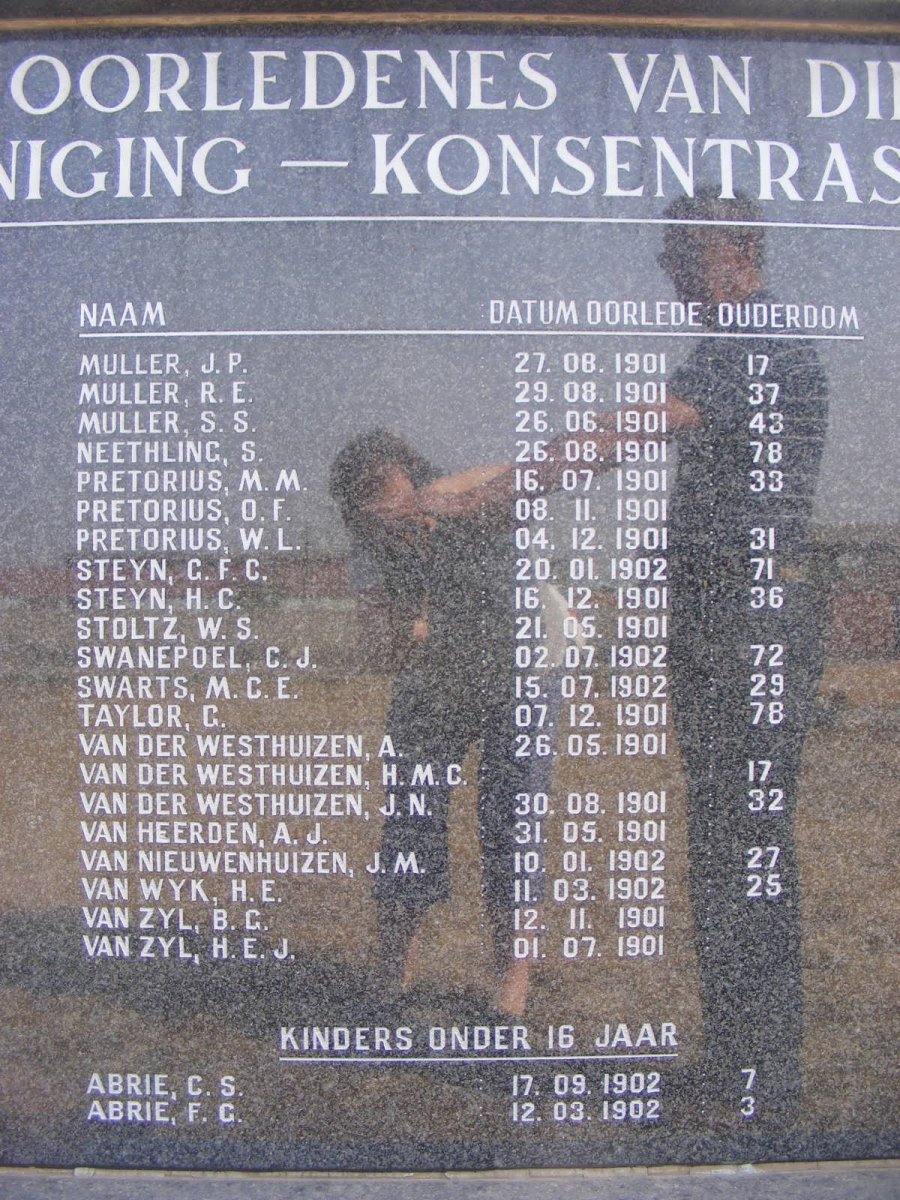 OORLEDENES VAN DIE
NIGING — KONSENTRAS
NAAM DATUM OORLEDE OUDERDOM
MULLER, J. P. 27. 08. 1901 17
MULLER, R. E. 29. 08. 1901 37
MULLER, S. S. 26. 06. 1901 43
NEETHLING, S. 26. 08. 1901 78
PRETORIUS, M. M. 16. 07. 1901 33
PRETORIUS, O. F. 08. 11. 1901
PRETORIUS, W. L. 04. 12. 1901 31
STEYN, G. F. C. 20. 01. 1902 71
STEYN, H. C. 16. 12. 1901 36
STOLTZ, W. S. 21. 05. 1901
SWANEPOEL, C. J. 02. 07. 1902 72
SWARTS, M. C. E. 15. 07. 1902 29
TAYLOR, G. 07. 12. 1901 78
VAN DER WESTHUIZEN, A. 26. 05. 1901
VAN DER WESTHUIZEN, H. M. C. 17
VAN DER WESTHUIZEN, J. N. 30. 08. 1901 32
VAN HEERDEN, A. J. 31. 05. 1901
VAN NIEUWENHUIZEN, J. M. 10. 01. 1902 27
VAN WYK, H. E. 11. 03. 1902 25
VAN ZYL, B. G. 12. 11. 1901
VAN ZYL, H. E. J. 01. 07. 1901
KINDERS ONDER 16 JAAR
ABRIE, C. S. 17. 09. 1902 7
ABRIE, F. G. 12. 03. 1902 3